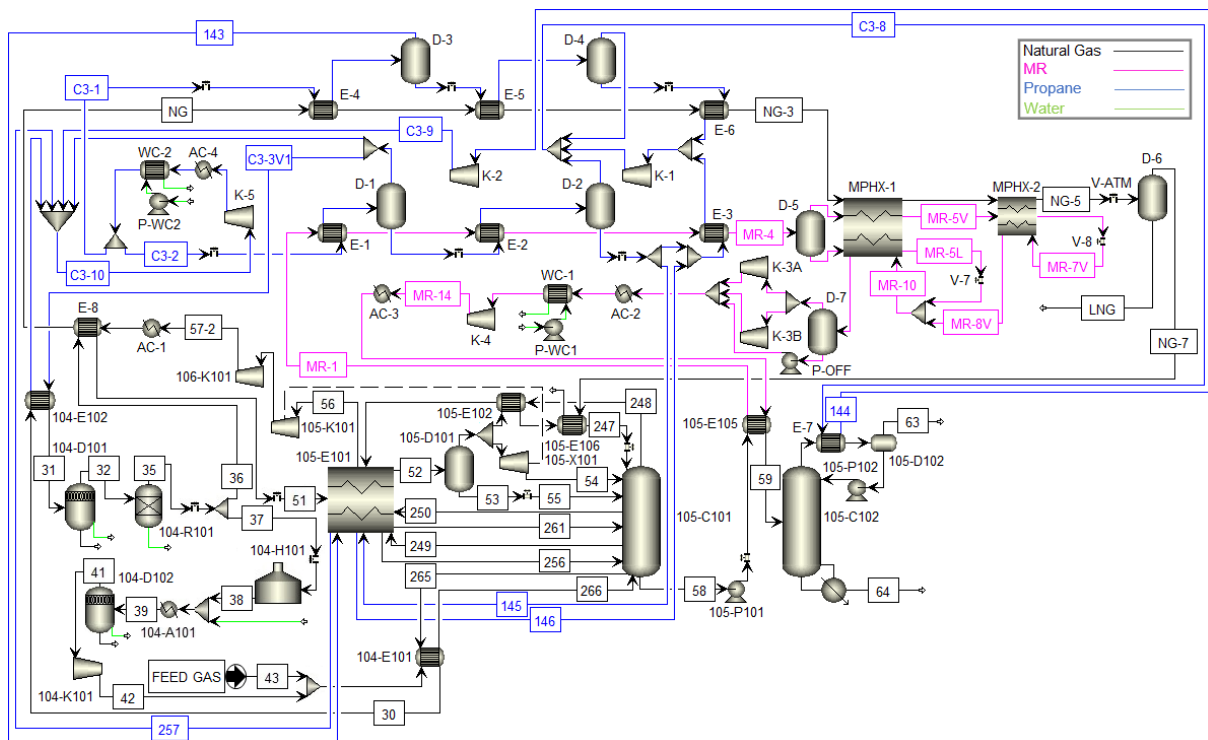 143
D-3
D-4
C3-8
Natural Gas
MR
Propane
Water
C3-1
NG
E-4
E-5
E-6
NG-3
D-6
C3-9
V-ATM
WC-2
AC-4
C3-3V1
K-2
K-1
MPHX-1
MPHX-2
NG-5
K-5
D-1
D-2
D-5
MR-5V
P-WC2
E-3
MR-4
V-8
C3-2
E-1
E-2
MR-5L
MR-7V
C3-10
MR-10
V-7
K-3A
WC-1
D-7
E-8
MR-14
LNG
57-2
AC-3
AC-2
MR-8V
AC-1
K-4
K-3B
P-WC1
NG-7
MR-1
P-OFF
106-K101
104-E102
56
105-K101
105-E102
248
105-E105
144
63
105-E101
105-D101
247
E-7
104-D101
105-E106
31
32
35
36
52
105-X101
59
105-P102
105-D102
54
51
53
55
105-C101
105-C102
37
250
104-R101
261
104-H101
249
41
104-D102
256
265
266
58
64
39
38
145
105-P101
104-A101
146
104-E101
FEED GAS
43
104-K101
42
30
257